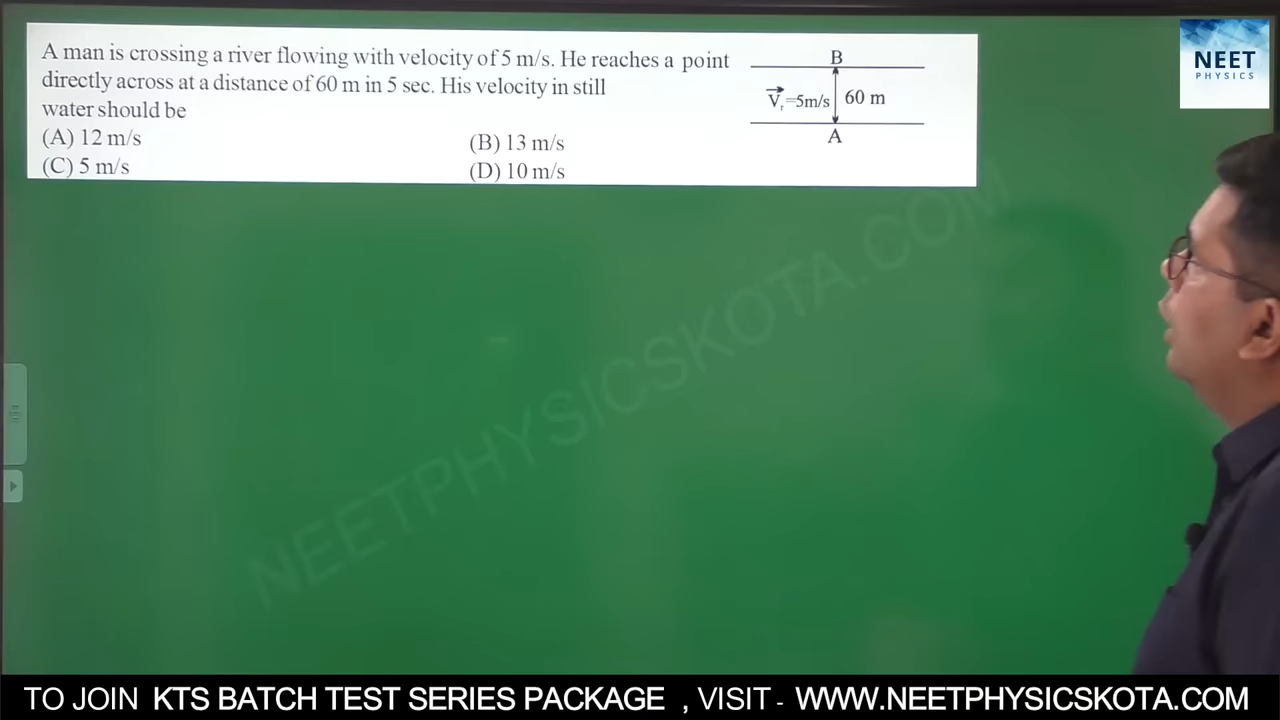 A man is crossing a river flowing with velocity of 5 m/s. He reaches a point
directly across at a distance of 60 m in 5 sec. His velocity in still
water should be
(A) 12 m/s
(B) 13 m/s
(C) 5 m/s
(D) 10 m/s
B
V⃗r=5m/s
60 m
A
NEET
PHYSICS
NEETPHYSICSKOTA.COM
TO JOIN KTS BATCH TEST SERIES PACKAGE , VISIT - WWW.NEETPHYSICSKOTA.COM